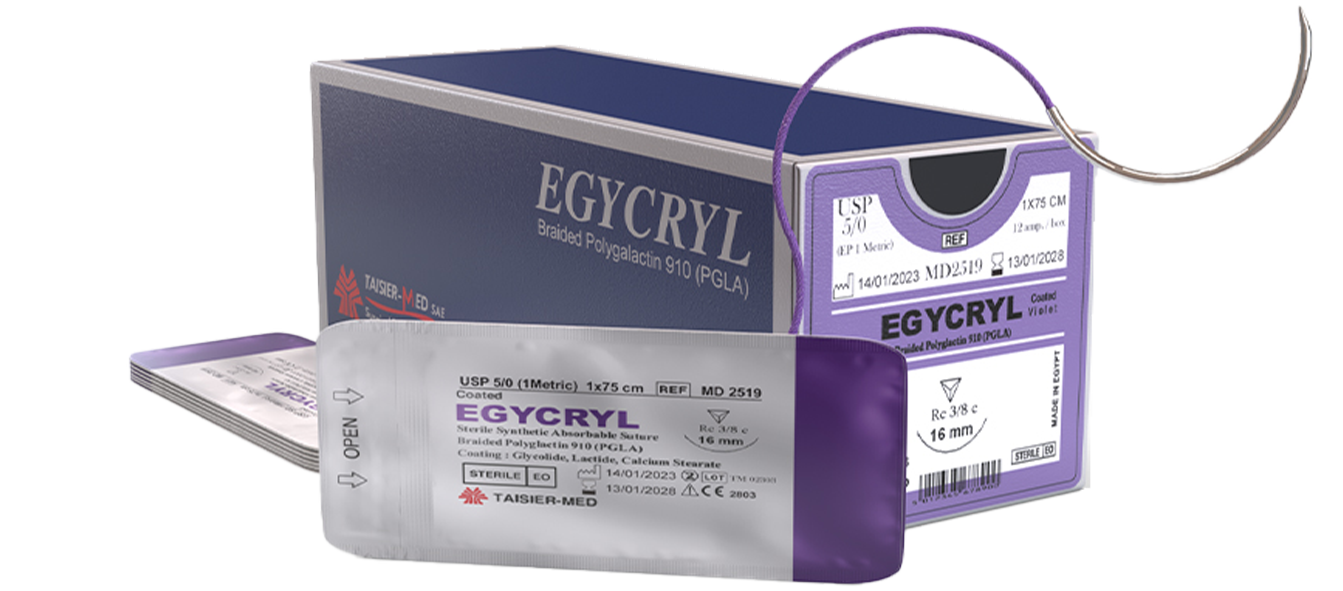 EGYCRYL
Braided Polygalactin 910 (PGLA)
TAISIER-MED SAE
USP
5/0
(EP 1 Metric)
1X75 CM
12 amp. / box
REF
14/01/2023 MD2519 13/01/2028
EGYCRYL
Coated
Violet
Braided Polyglactin 910 (PGLA)
Rc 3/8 c
16 mm
MADE IN EGYPT
STERILE EO
OPEN
USP 5/0 (1Metric) 1x75 cm REF MD 2519
Coated
EGYCRYL
Sterile Synthetic Absorbable Suture
Braided Polyglactin 910 (PGLA)
Coating : Glycolide, Lactide, Calcium Stearate
Rc 3/8 c
16 mm
STERILE EO
14/01/2023 LOT
13/01/2028 CE 2803
TAISIER-MED
EGYCRYL